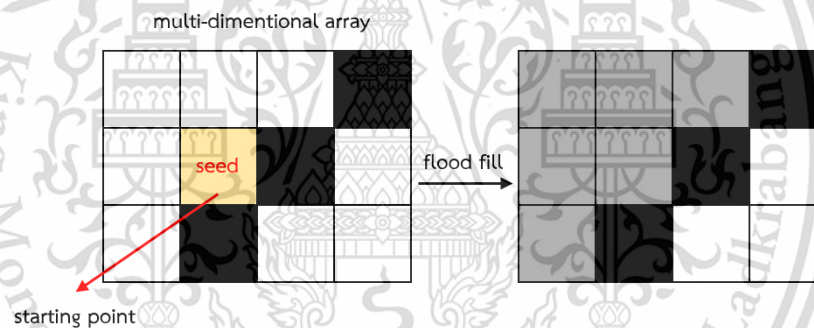 multi-dimentional array
seed
flood fill
starting point